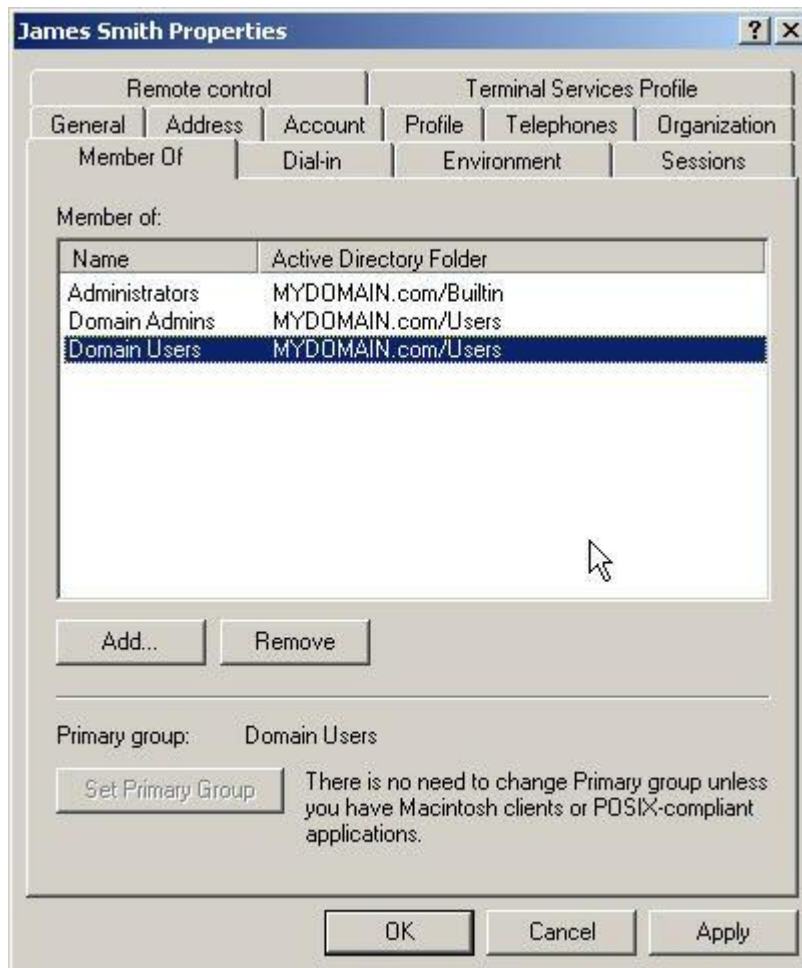 James Smith Properties
Remote control Terminal Services Profile
General Address Account Profile Telephones Organization
Member Of Dial-in Environment Sessions
Member of:
Name Active Directory Folder
Administrators MYDOMAIN.com/Builtin
Domain Admins MYDOMAIN.com/Users
Domain Users MYDOMAIN.com/Users
Add... Remove
Primary group: Domain Users
Set Primary Group
There is no need to change Primary group unless
you have Macintosh clients or POSIX-compliant
applications.
OK Cancel Apply